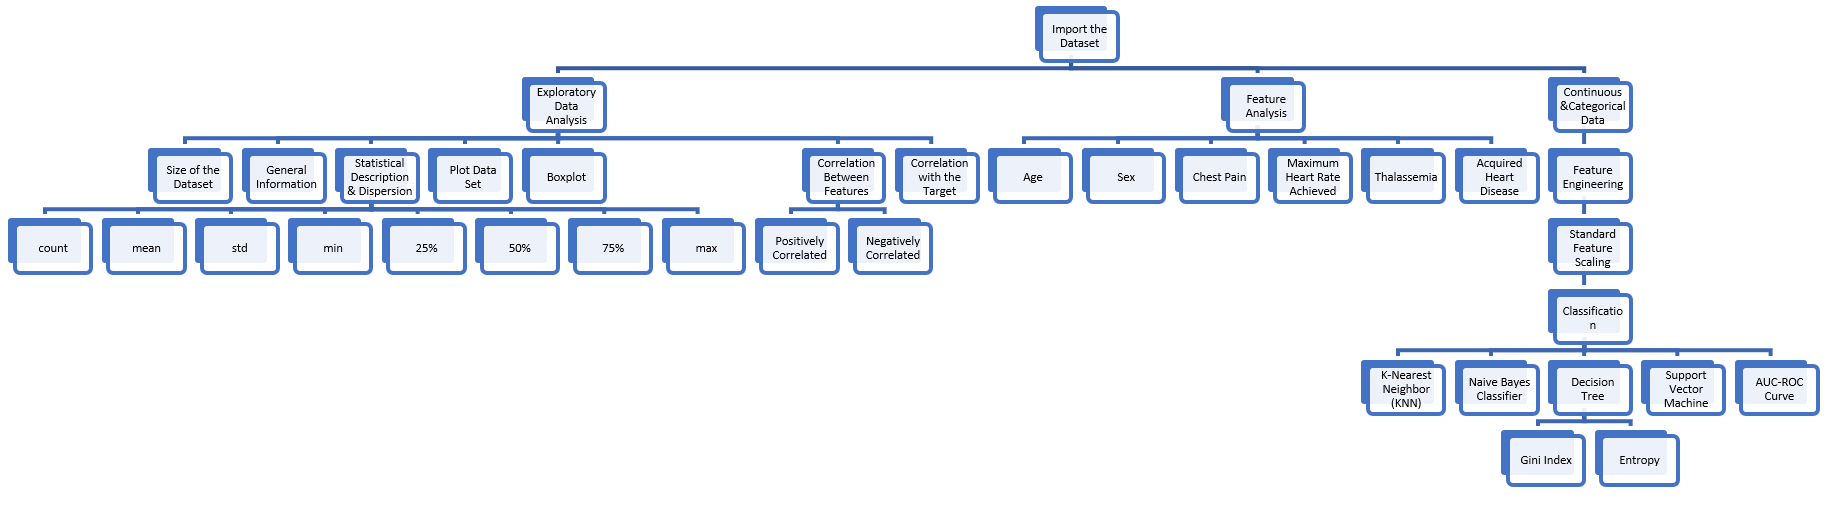 Import the
Dataset
Exploratory
Data
Analysis
Feature
Analysis
Continuous
&Categorical
Data
Size of the
Dataset
General
Information
Statistical
Description
& Dispersion
Plot Data
Set
Boxplot
Correlation
Between
Features
Correlation
with the
Target
Age
Sex
Chest Pain
Maximum
Heart Rate
Achieved
Thalassemia
Acquired
Heart
Disease
Feature
Engineering
count
mean
std
min
25%
50%
75%
max
Positively
Correlated
Negatively
Correlated
Standard
Feature
Scaling
Classificatio
n
K-Nearest
Neighbor
(KNN)
Naive Bayes
Classifier
Decision
Tree
Support
Vector
Machine
AUC-ROC
Curve
Gini Index
Entropy